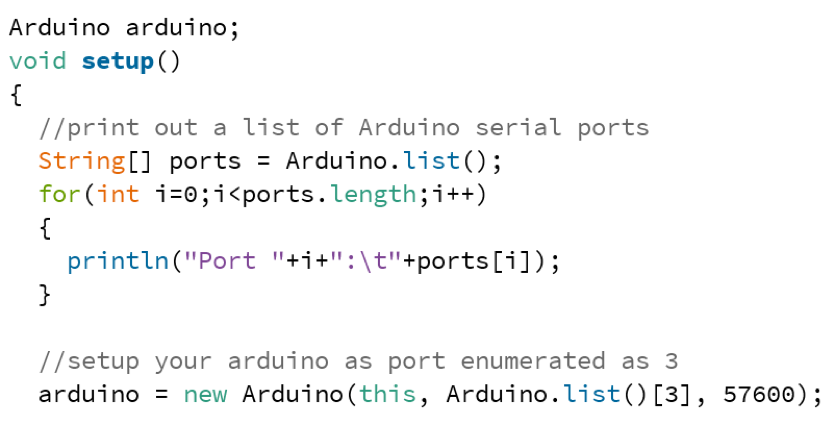 Arduino arduino;
void setup()
{
  //print out a list of Arduino serial ports
  String[] ports = Arduino.list();
  for(int i=0;i<ports.length;i++)
  {
    println("Port "+i+":\t"+ports[i]);
  }

  //setup your arduino as port enumerated as 3
  arduino = new Arduino(this, Arduino.list()[3], 57600);